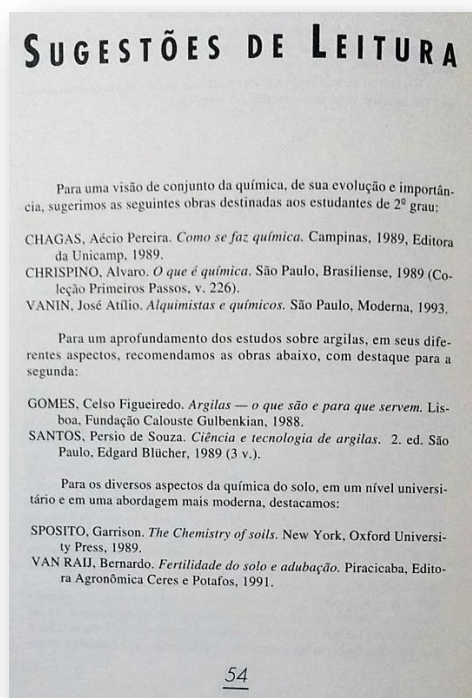 SUGESTÕES DE LEITURA
Para uma visão de conjunto da química, de sua evolução e importân-
cia, sugerimos as seguintes obras destinadas aos estudantes de 2º grau:
CHAGAS, Aécio Pereira. Como se faz química. Campinas, 1989, Editora
da Unicamp, 1989.
CHRISPINO, Alvaro. O que é química. São Paulo, Brasiliense, 1989 (Co-
leção Primeiros Passos, v. 226).
VANIN, José Atílio. Alquimistas e químicos. São Paulo, Moderna, 1993.
Para um aprofundamento dos estudos sobre argilas, em seus dife-
rentes aspectos, recomendamos as obras abaixo, com destaque para a
segunda:
GOMES, Celso Figueiredo. Argilas — o que são e para que servem. Lis-
boa, Fundação Calouste Gulbenkian, 1988.
SANTOS, Persio de Souza. Ciência e tecnologia de argilas. 2. ed. São
Paulo, Edgard Blücher, 1989 (3 v.).
Para os diversos aspectos da química do solo, em um nível universi-
tário e em uma abordagem mais moderna, destacamos:
SPOSITO, Garrison. The Chemistry of soils. New York, Oxford Universi-
ty Press, 1989.
VAN RAIJ, Bernardo. Fertilidade do solo e adubação. Piracicaba, Edito-
ra Agronômica Ceres e Potafos, 1991.
54